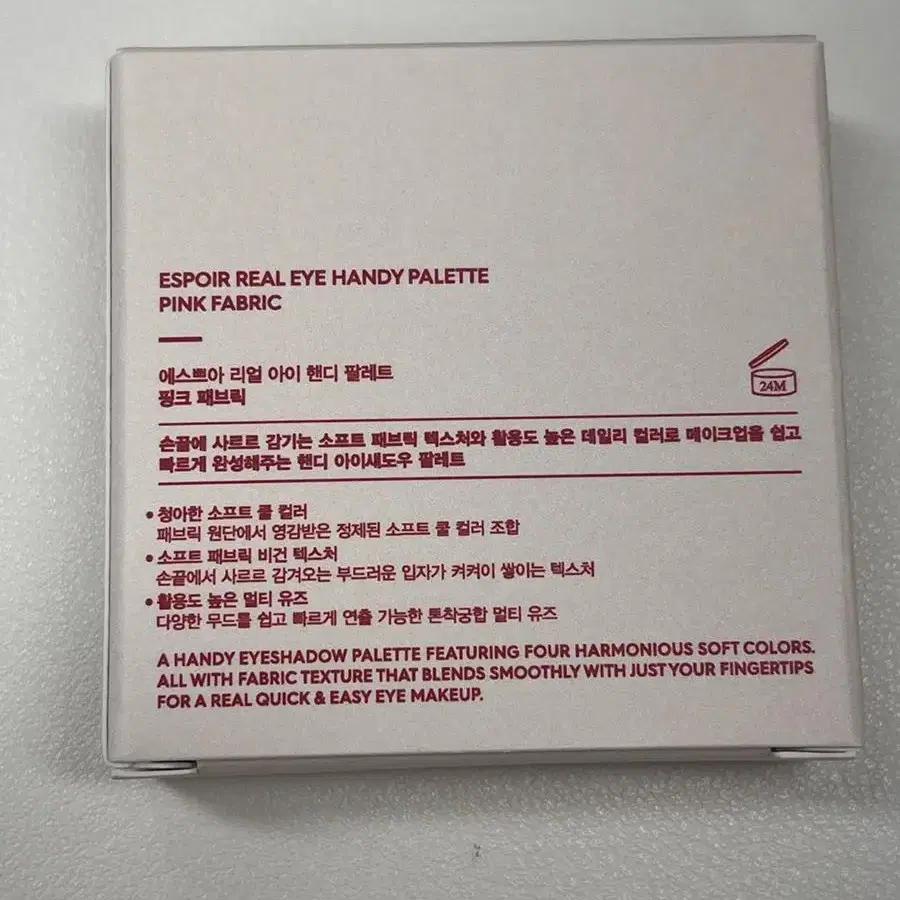 ESPOIR REAL EYE HANDY PALETTE
PINK FABRIC
에스쁘아 리얼 아이 핸디 팔레트
핑크 패브릭
24M
손끝에 사르르 감기는 소프트 패브릭 텍스처와 활용도 높은 데일리 컬러로 메이크업을 쉽고
빠르게 완성해주는 핸디 아이섀도우 팔레트
• 청아한 소프트 쿨 컬러
패브릭 원단에서 영감받은 정제된 소프트 쿨 컬러 조합
• 소프트 패브릭 비건 텍스처
손끝에서 사르르 감겨오는 부드러운 입자가 켜켜이 쌓이는 텍스처
• 활용도 높은 멀티 유즈
다양한 무드를 쉽고 빠르게 연출 가능한 톤착궁합 멀티 유즈
A HANDY EYESHADOW PALETTE FEATURING FOUR HARMONIOUS SOFT COLORS.
ALL WITH FABRIC TEXTURE THAT BLENDS SMOOTHLY WITH JUST YOUR FINGERTIPS
FOR A REAL QUICK & EASY EYE MAKEUP.